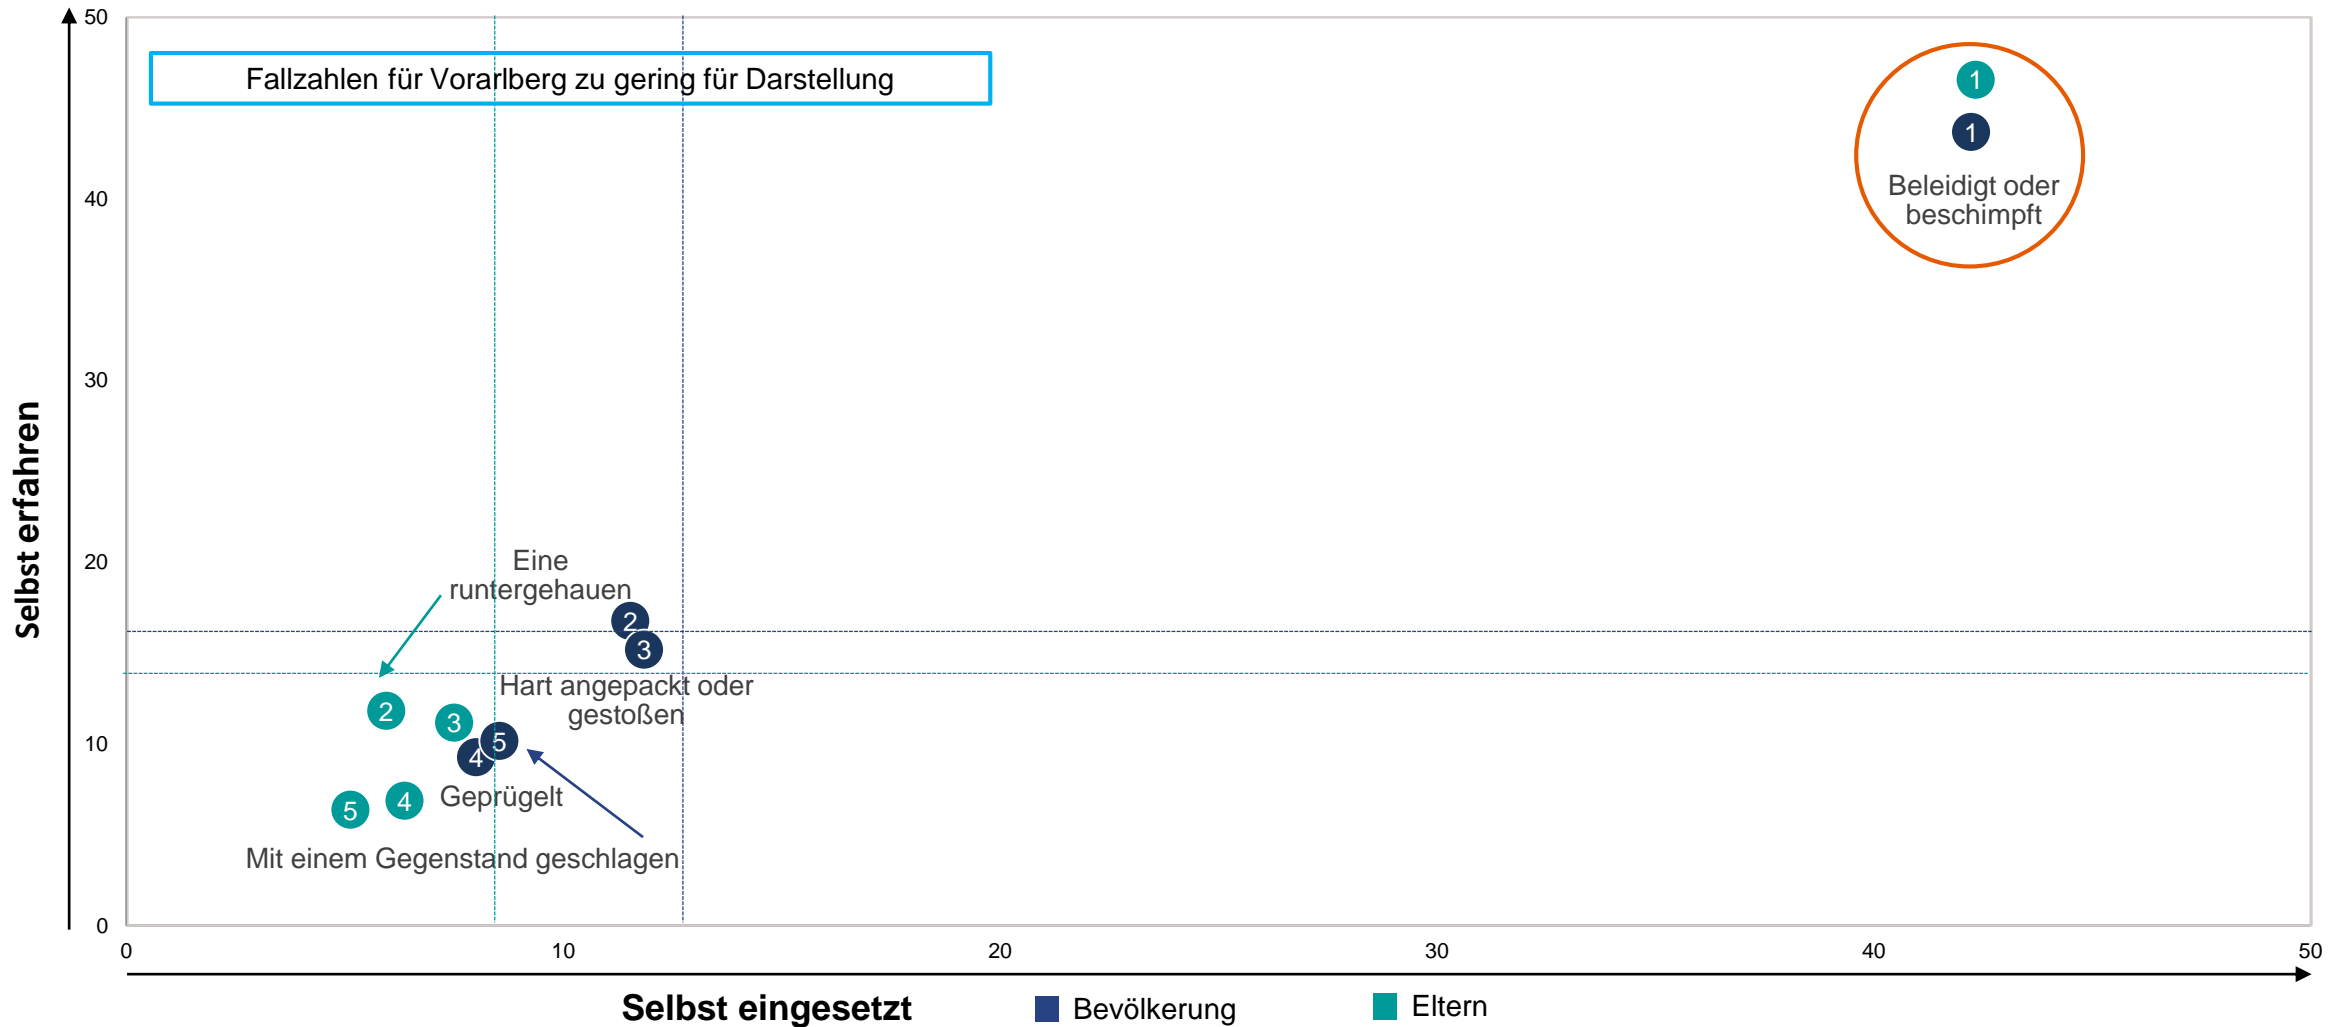 50
Fallzahlen für Vorarlberg zu gering für Darstellung
1
1
Beleidigt oder
beschimpft
40
30
Selbst erfahren
20
Eine
runtergehauen
2
3
Hart angepackt oder
gestoßen
2
3
5
4
10
Geprügelt
5
4
Mit einem Gegenstand geschlagen
0
0
10
20
30
40
50
Selbst eingesetzt
Bevölkerung
Eltern